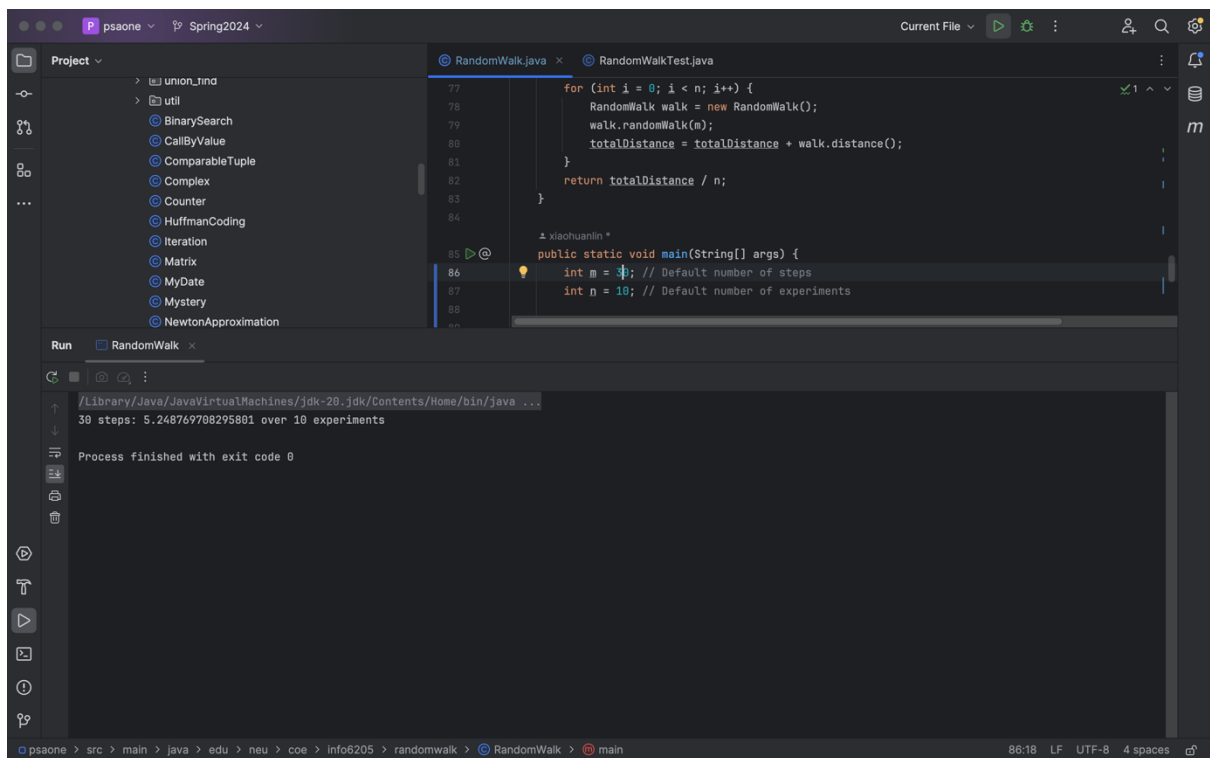 P psaone Spring2024 Current File
Project
RandomWalk.java RandomWalkTest.java
union_find
util
BinarySearch
CallByValue
ComparableTuple
Complex
Counter
HuffmanCoding
Iteration
Matrix
MyDate
Mystery
NewtonApproximation
77 for (int i = 0; i < n; i++) {
78 RandomWalk walk = new RandomWalk();
79 walk.randomWalk(m);
80 totalDistance = totalDistance + walk.distance();
81 }
82 return totalDistance / n;
83 }
84
xiaohuanlin *
85 public static void main(String[] args) {
86 int m = 30; // Default number of steps
87 int n = 10; // Default number of experiments
88
1
m
Run RandomWalk
/Library/Java/JavaVirtualMachines/jdk-20.jdk/Contents/Home/bin/java ...
30 steps: 5.248769708295801 over 10 experiments
Process finished with exit code 0
psaone > src > main > java > edu > neu > coe > info6205 > randomwalk > RandomWalk > main 86:18 LF UTF-8 4 spaces